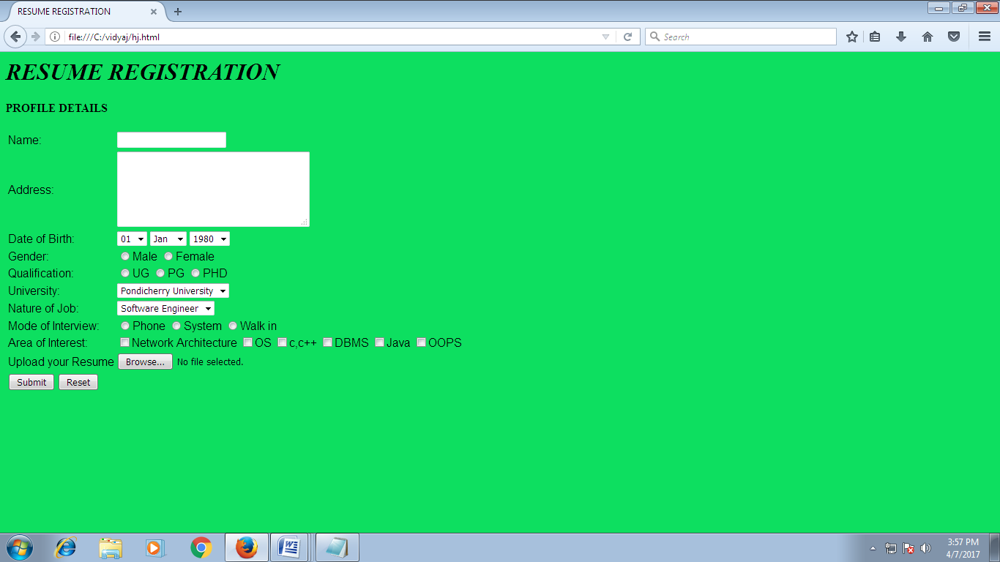 RESUME REGISTRATION
file:///C:/vidyaj/hj.html
Search
RESUME REGISTRATION
PROFILE DETAILS
Name:
Address:
Date of Birth: 01 Jan 1980
Gender: Male Female
Qualification: UG PG PHD
University: Pondicherry University
Nature of Job: Software Engineer
Mode of Interview: Phone System Walk in
Area of Interest: Network Architecture OS c,c++ DBMS Java OOPS
Upload your Resume Browse... No file selected.
Submit Reset
3:57 PM
4/7/2017